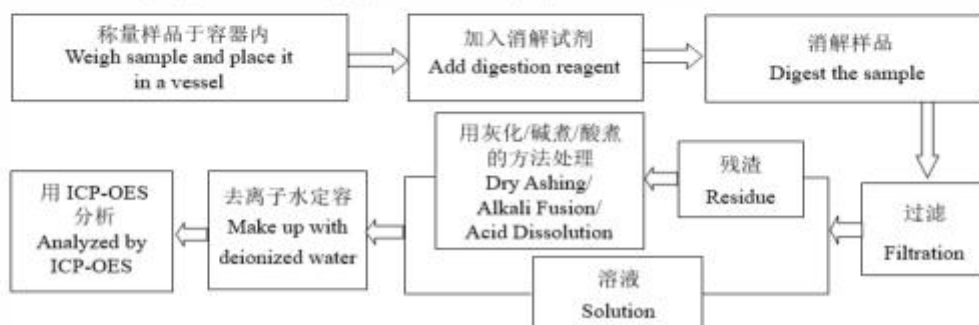 称量样品于容器内
Weigh sample and place it
in a vessel
加入消解试剂
Add digestion reagent
消解样品
Digest the sample
过滤
Filtration
残渣
Residue
用灰化/碱煮/酸煮
的方法处理
Dry Ashing/
Alkali Fusion/
Acid Dissolution
溶液
Solution
去离子水定容
Make up with
deionized water
用 ICP-OES
分析
Analyzed by
ICP-OES